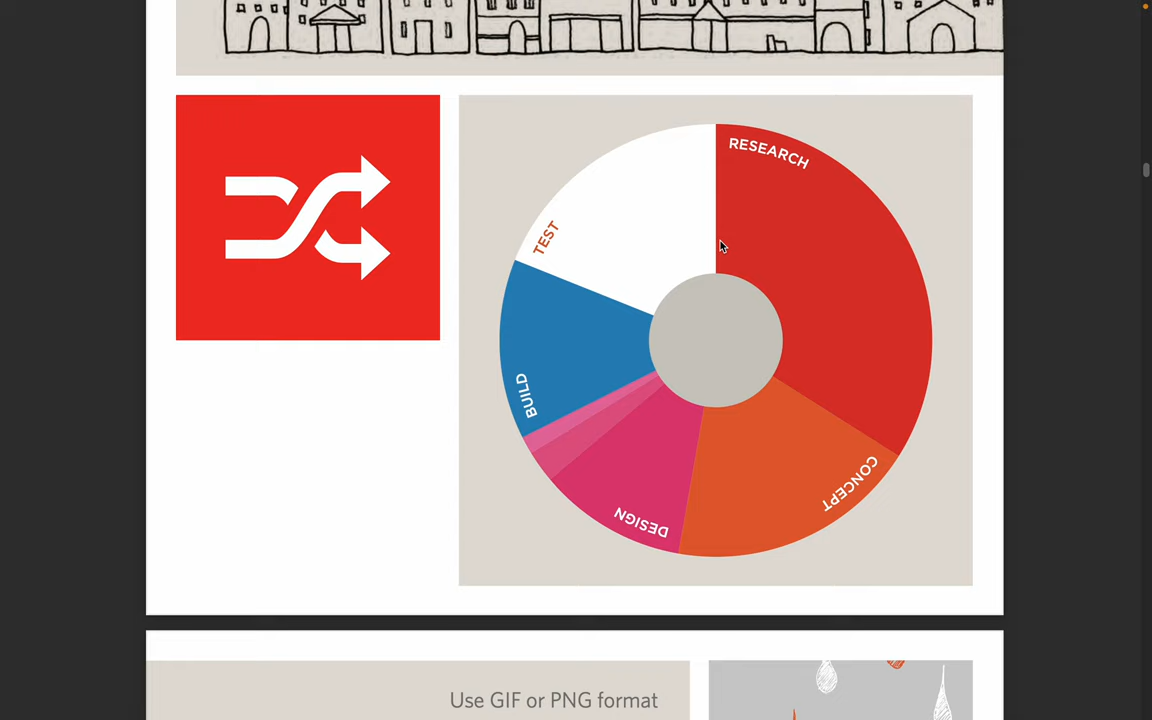 RESEARCH
TEST
BUILD
CONCEPT
DESIGN
Use GIF or PNG format